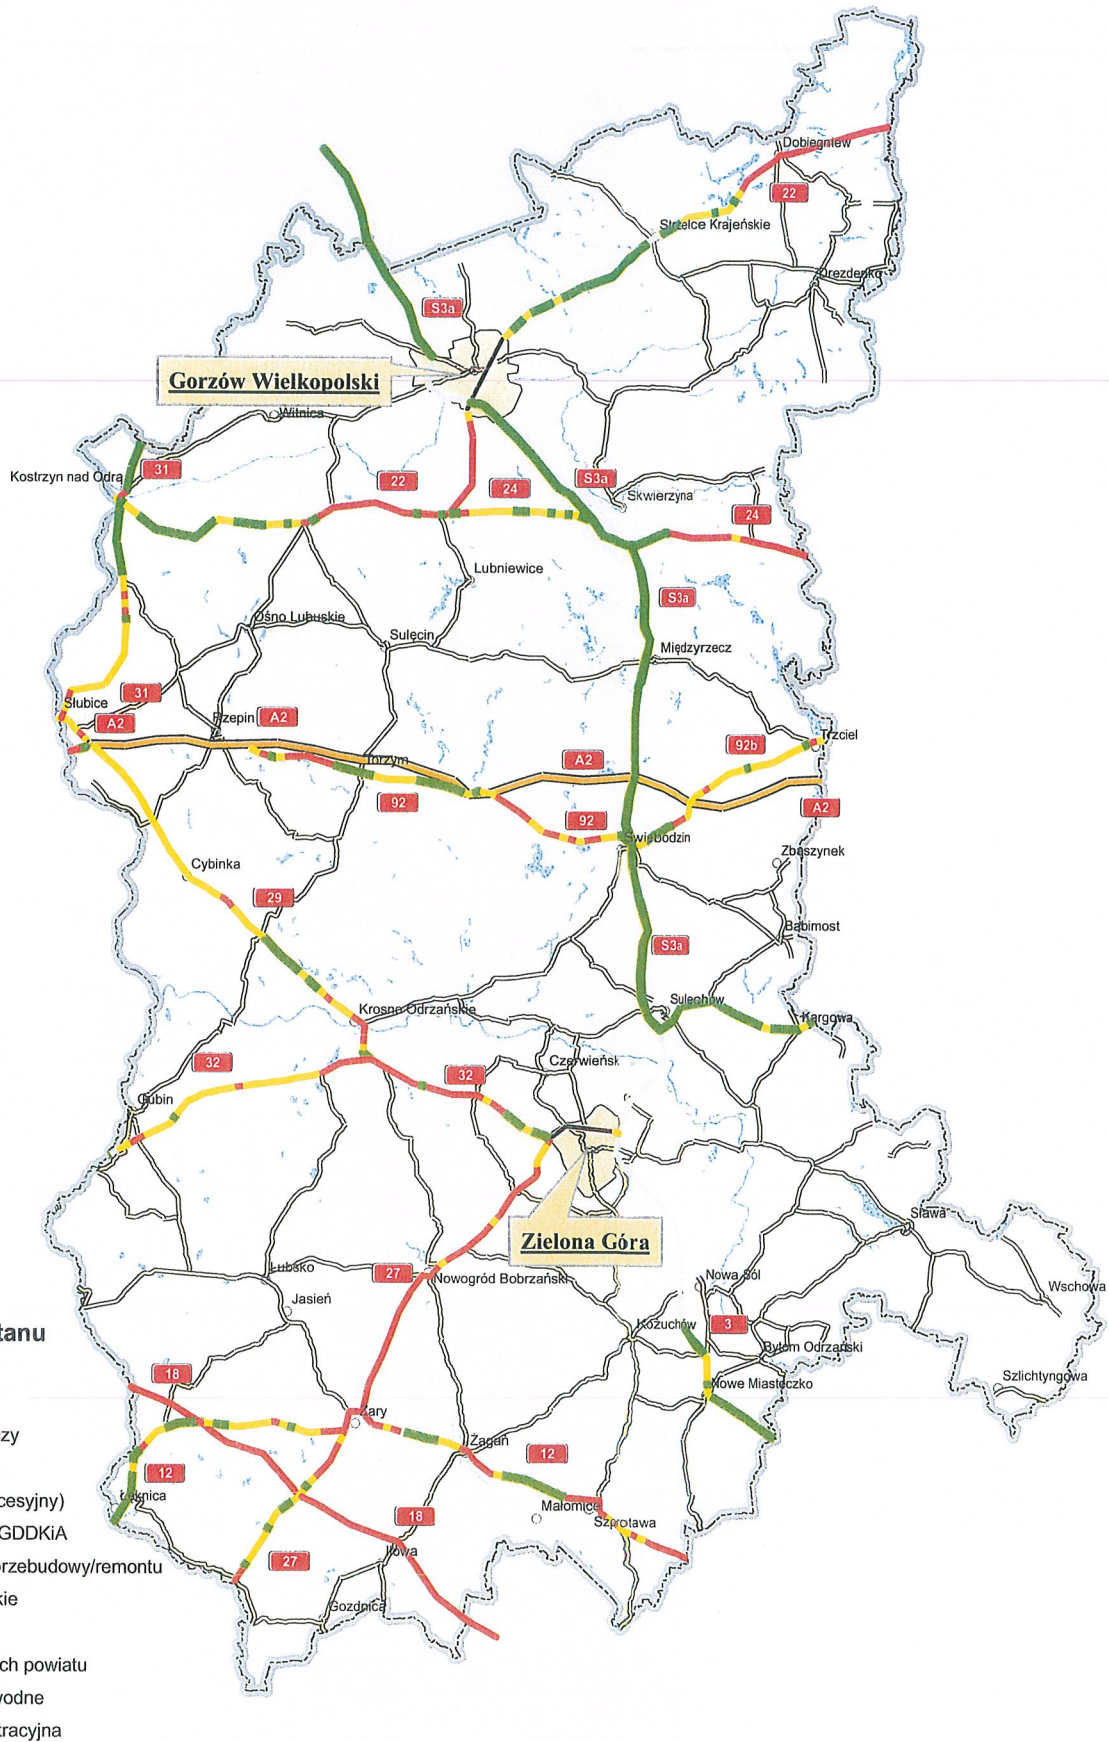 Dobiegniew
22
Strzelce Krajeńskie
Drezdenko
S3a
Gorzów Wielkopolski
Witnica
Kostrzyn nad Odrą
31
22
24
S3a
Skwierzyna
24
Lubniewice
S3a
Ośno Lubuskie
Sulęcin
Międzyrzecz
31
Słubice
A2
Rzepin
A2
Trzciel
92b
Torzym
A2
92
A2
92
Świebodzin
Zbąszynek
Cybinka
29
Babimost
S3a
Krosno Odrzańskie
Sulechów
Kargowa
32
Czerwieńsk
32
Gubin
Sława
Zielona Góra
Lubsko
27
Nowogród Bobrzański
Nowa Sól
Wschowa
Jasień
Kożuchów
3
tanu
Bytom Odrzański
18
Nowe Miasteczko
Szlichtyngowa
Żary
zy
Żagań
12
12
cesyjny)
Łęknica
Małomice
18
Szprotawa
GDDKiA
Iłowa
27
rzebudowy/remontu
kie
Gozdnica
ch powiatu
vodne
tracyjna